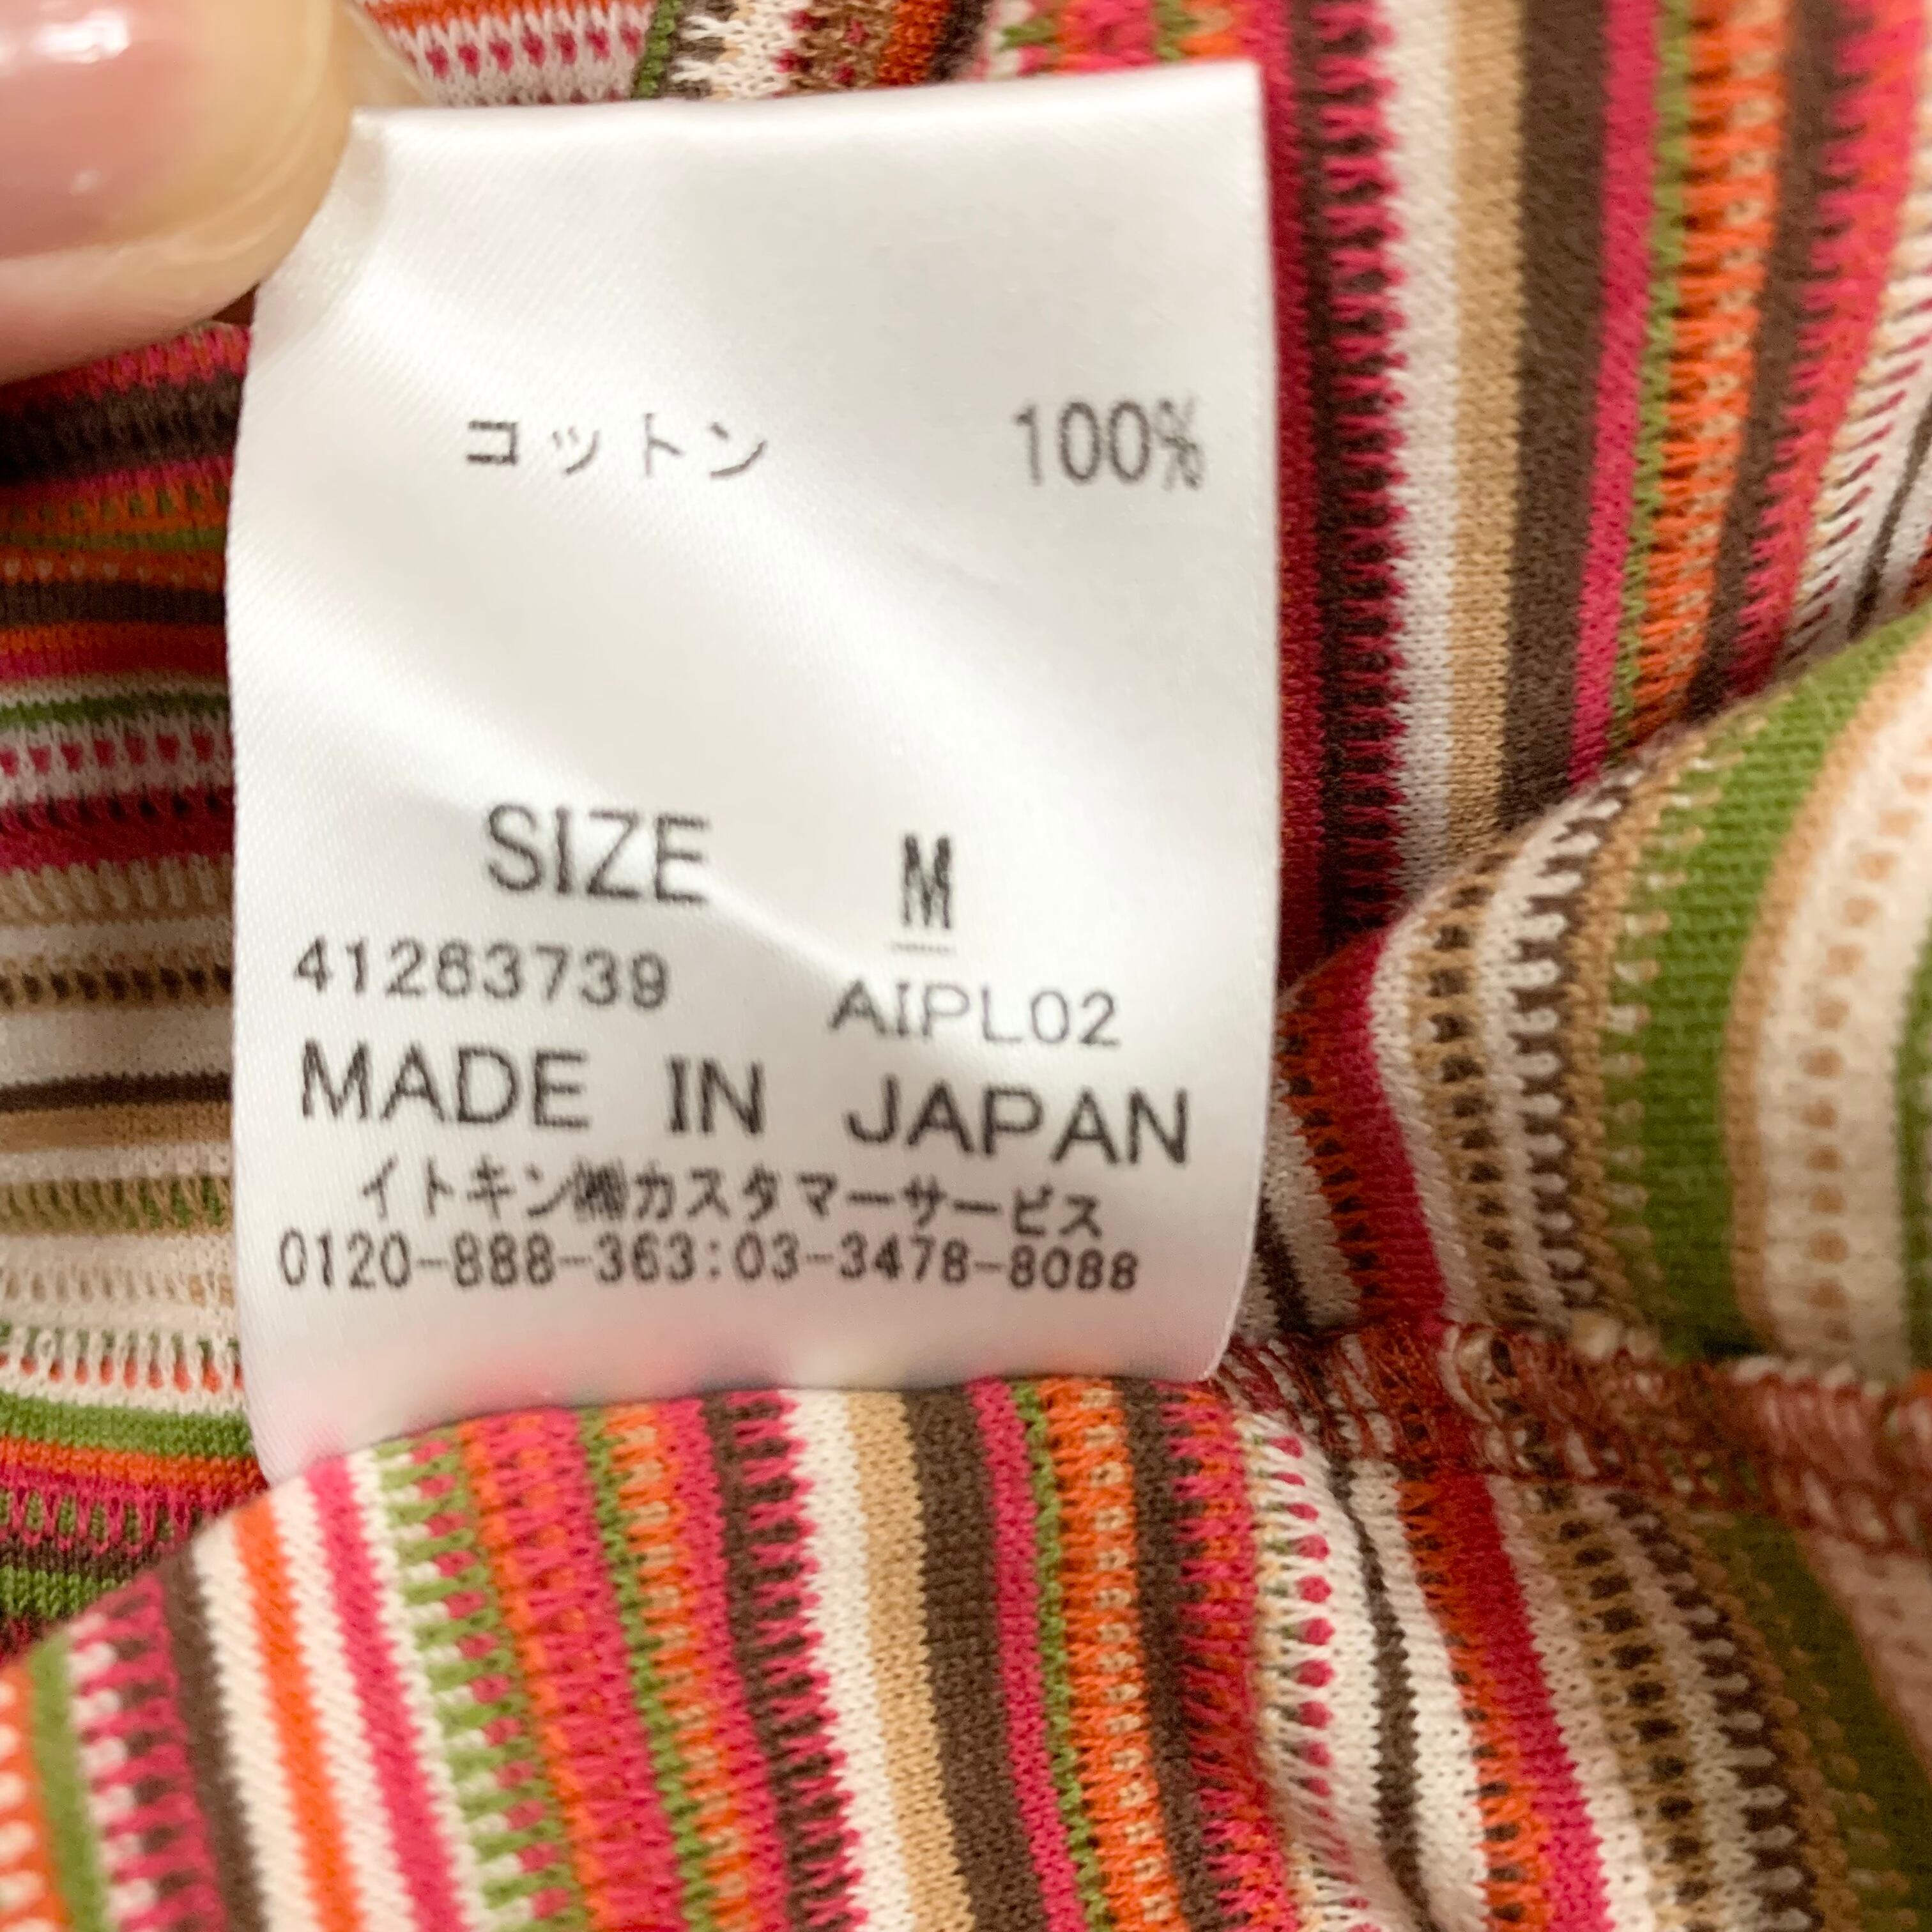 コットン 100%
SIZE M
41263739 AIPL02
MADE IN JAPAN
イトキン㈱カスタマーサービス
0120-888-363:03-3478-8088